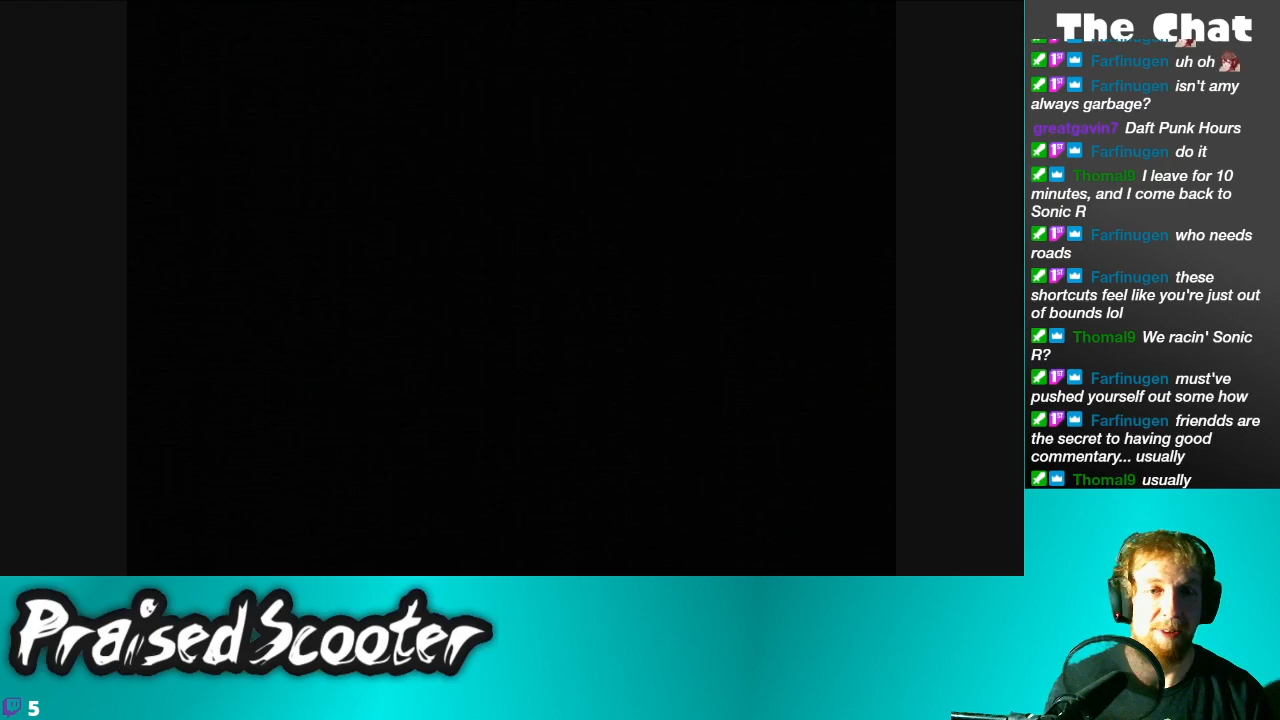 The Chat
Farfinugen uh oh
Farfinugen isn't amy
always garbage?
greatgavin7 Daft Punk Hours
Farfinugen do it
Thomal9 I leave for 10
minutes, and I come back to
Sonic R
Farfinugen who needs
roads
Farfinugen these
shortcuts feel like you're just out
of bounds lol
Thomal9 We racin' Sonic
R?
Farfinugen must've
pushed yourself out some how
Farfinugen friendds are
the secret to having good
commentary... usually
Thomal9 usually
PraisedScooter
5